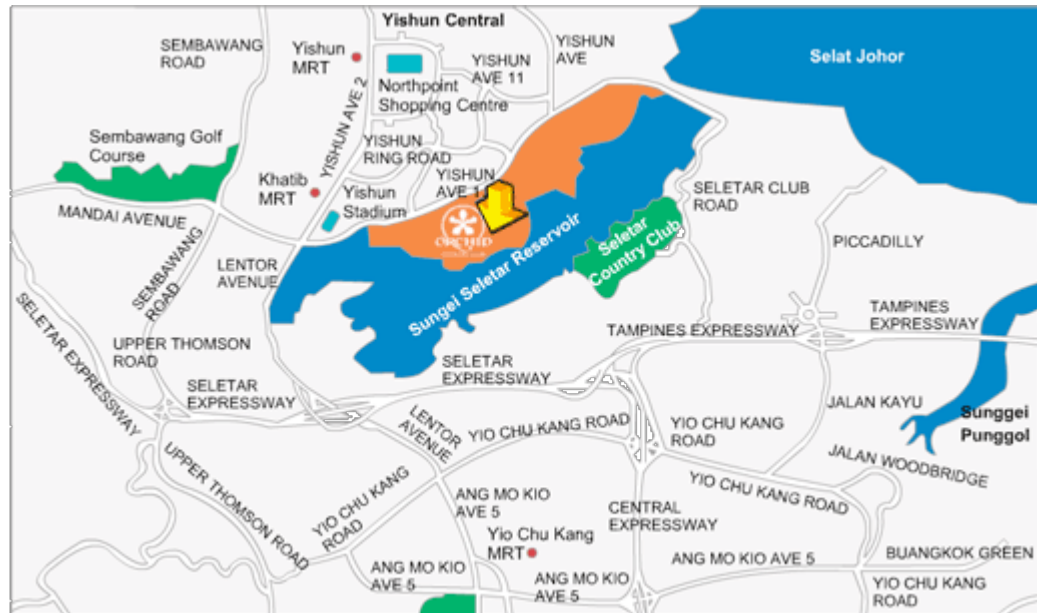 Yishun Central
SEMBAWANG
ROAD
Yishun
MRT
YISHUN
AVE
YISHUN
AVE 11
Selat Johor
Northpoint
Shopping Centre
YISHUN AVE 2
Sembawang Golf
Course
YISHUN
RING ROAD
Khatib
MRT
YISHUN
AVE 1
Yishun
Stadium
SELETAR CLUB
ROAD
MANDAI AVENUE
ORCHID
Seletar
Country Club
PICCADILLY
Sungei Seletar Reservoir
LENTOR
AVENUE
SEMBAWANG
ROAD
SELETAR EXPRESSWAY
TAMPINES EXPRESSWAY
TAMPINES
EXPRESSWAY
UPPER THOMSON
ROAD
SELETAR
EXPRESSWAY
SELETAR
EXPRESSWAY
JALAN KAYU
Sunggei
Punggol
LENTOR
AVENUE
YIO CHU KANG ROAD
YIO CHU KANG
ROAD
JALAN WOODBRIDGE
UPPER THOMSON ROAD
YIO CHU KANG
ROAD
YIO CHU KANG ROAD
ANG MO KIO
AVE 5
CENTRAL
EXPRESSWAY
Yio Chu Kang
MRT
ANG MO KIO AVE 5
BUANGKOK GREEN
ANG MO KIO
AVE 5
ANG MO KIO
AVE 5
YIO CHU KANG
ROAD